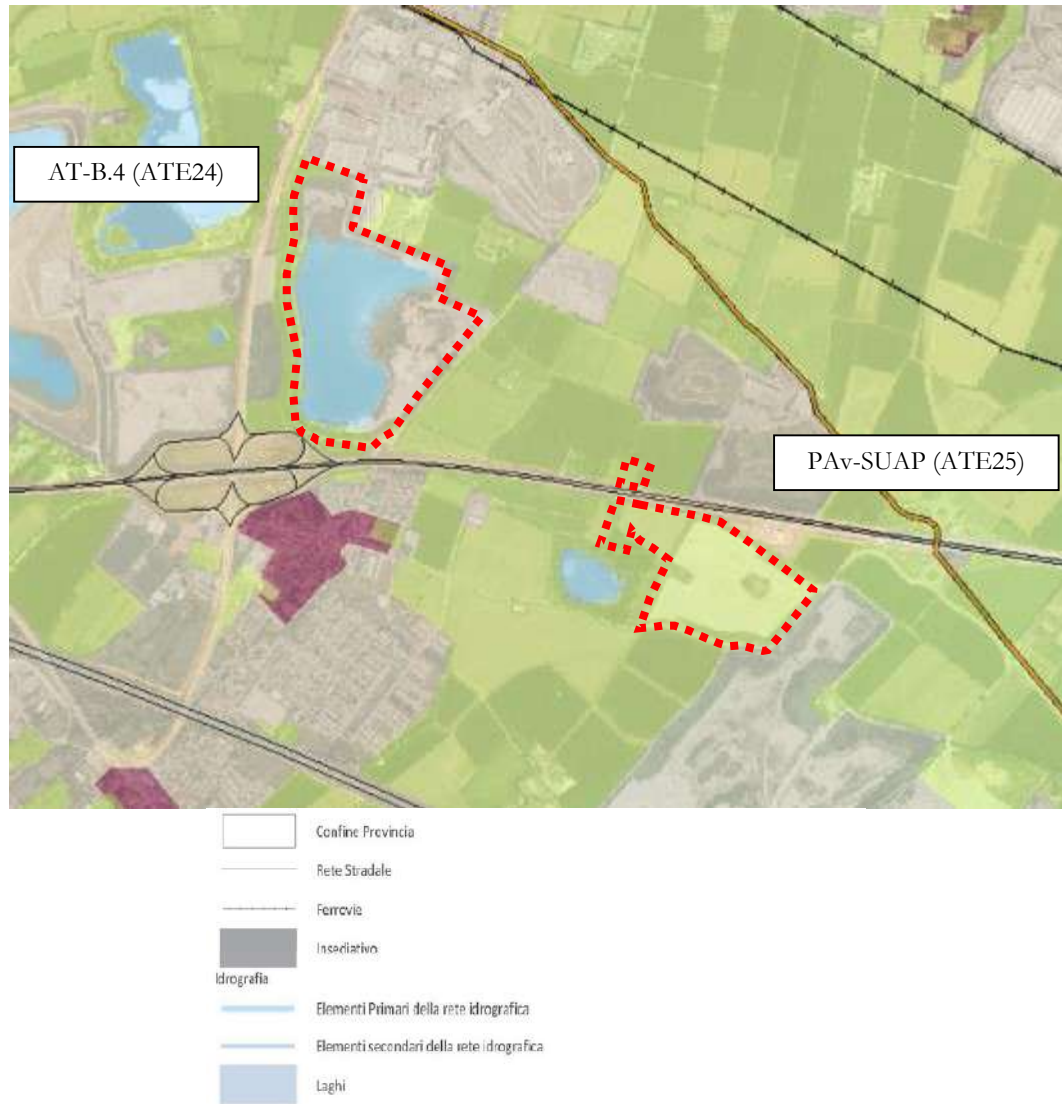 AT-B.4 (ATE24)
PAv-SUAP (ATE25)
Confine Provincia
Rete Stradale
Ferrovie
Insediativo
Idrografia
Elementi Primari della rete idrografica
Elementi secondari della rete idrografica
Laghi